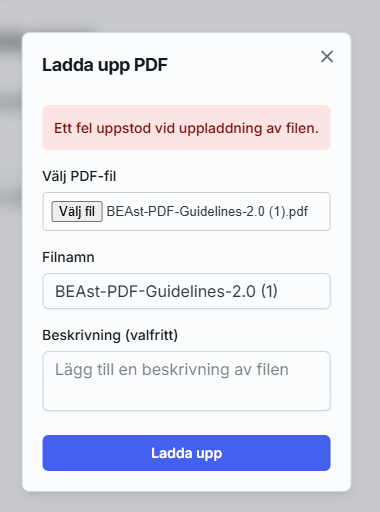 Ladda upp PDF
Ett fel uppstod vid uppladdning av filen.
Välj PDF-fil
Välj fil BEAst-PDF-Guidelines-2.0 (1).pdf
Filnamn
BEAst-PDF-Guidelines-2.0 (1)
Beskrivning (valfritt)
Lägg till en beskrivning av filen
Ladda upp